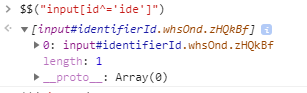 > $$("input[id^='ide']")
<· ▼ [input#identifierId.whsOnd.zHQkBf] i
▶ 0: input#identifierId.whsOnd.zHQkBf
length: 1
▶ __proto__: Array(0)